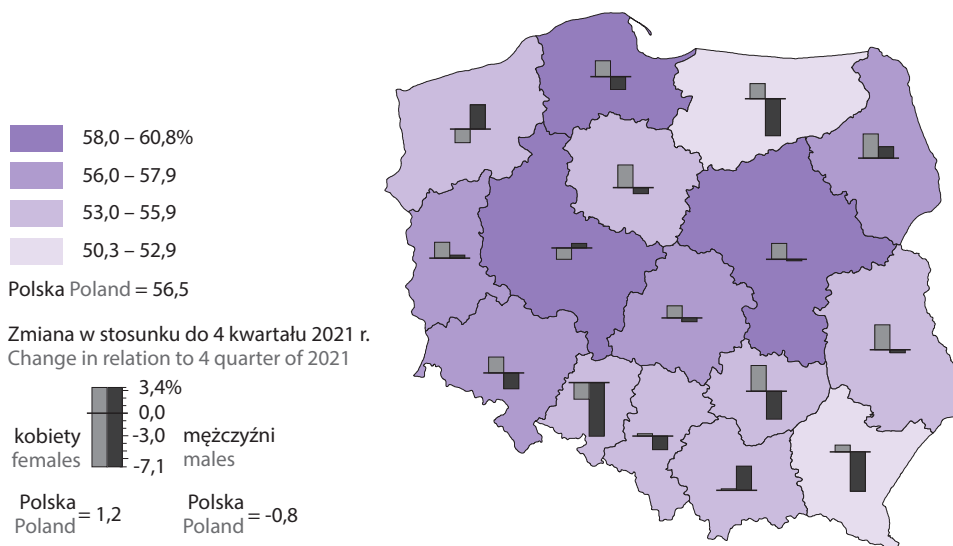 58,0 – 60,8%
56,0 – 57,9
53,0 – 55,9
50,3 – 52,9
Polska Poland = 56,5
Zmiana w stosunku do 4 kwartału 2021 r.
Change in relation to 4 quarter of 2021
3,4%
0,0
-3,0
-7,1
kobiety
females
mężczyźni
males
Polska
Poland = 1,2
Polska
Poland = -0,8